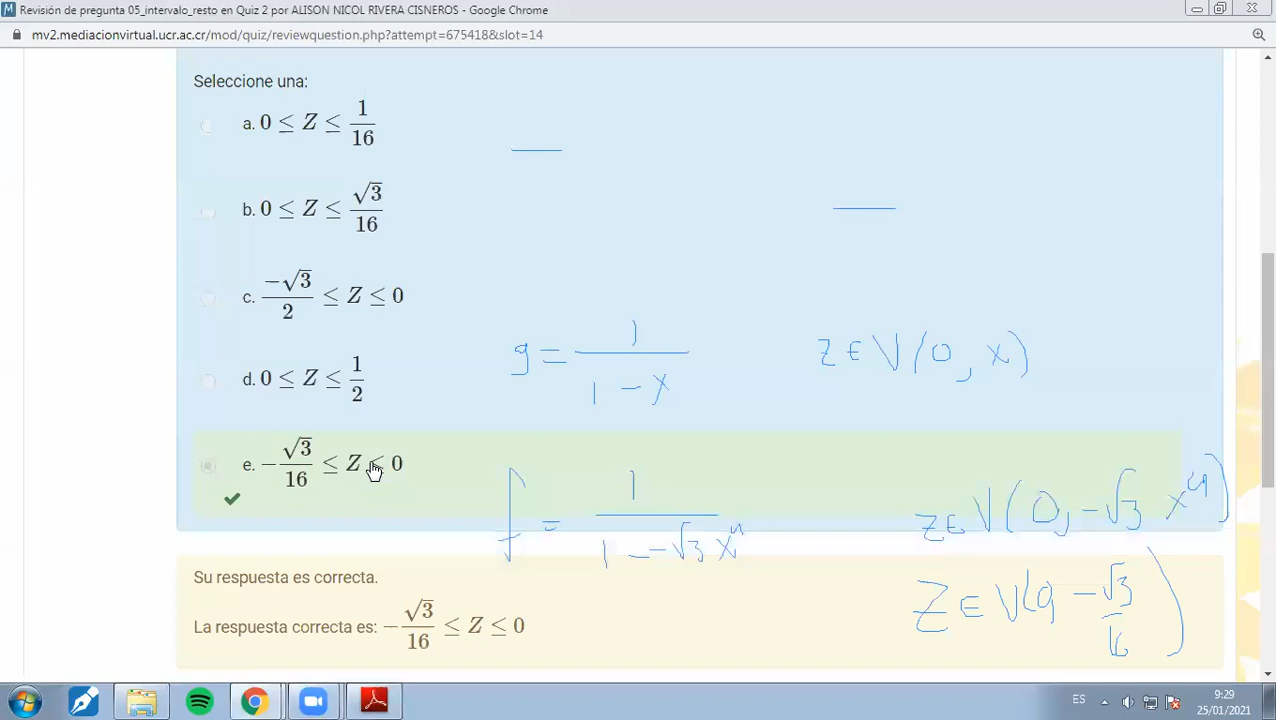 Revisión de pregunta 05_intervalo_resto en Quiz 2 por ALISON NICOL RIVERA CISNEROS - Google Chrome
mv2.mediacionvirtual.ucr.ac.cr/mod/quiz/reviewquestion.php?attempt=675418&slot=14
Seleccione una:
a. 0 ≤ Z ≤ 1/16
b. 0 ≤ Z ≤ √3/16
c. -√3/2 ≤ Z ≤ 0
d. 0 ≤ Z ≤ 1/2
g = 1/(1 - x)
z ∈ V(0, x)
e. -√3/16 ≤ Z ≤ 0
f = 1/(1 - -√3 x^4)
z ∈ V(0, -√3 x^4)
Su respuesta es correcta.
La respuesta correcta es: -√3/16 ≤ Z ≤ 0
Z ∈ V(0, -√3/16)
ES
9:29
25/01/2021